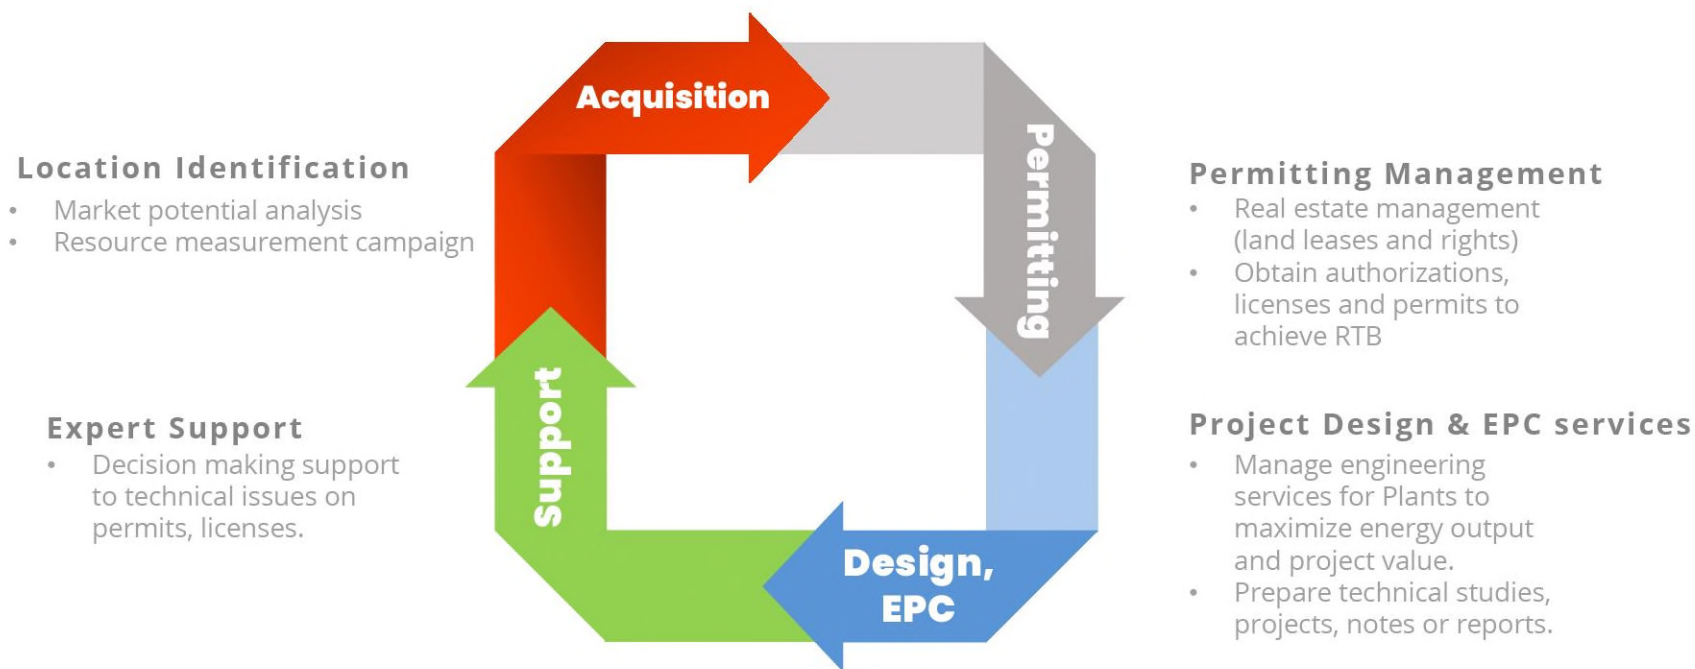 Acquisition
Permitting
Design,
EPC
Support
Location Identification
• Market potential analysis
• Resource measurement campaign
Expert Support
• Decision making support
to technical issues on
permits, licenses.
Permitting Management
• Real estate management
(land leases and rights)
• Obtain authorizations,
licenses and permits to
achieve RTB
Project Design & EPC services
• Manage engineering
services for Plants to
maximize energy output
and project value.
• Prepare technical studies,
projects, notes or reports.